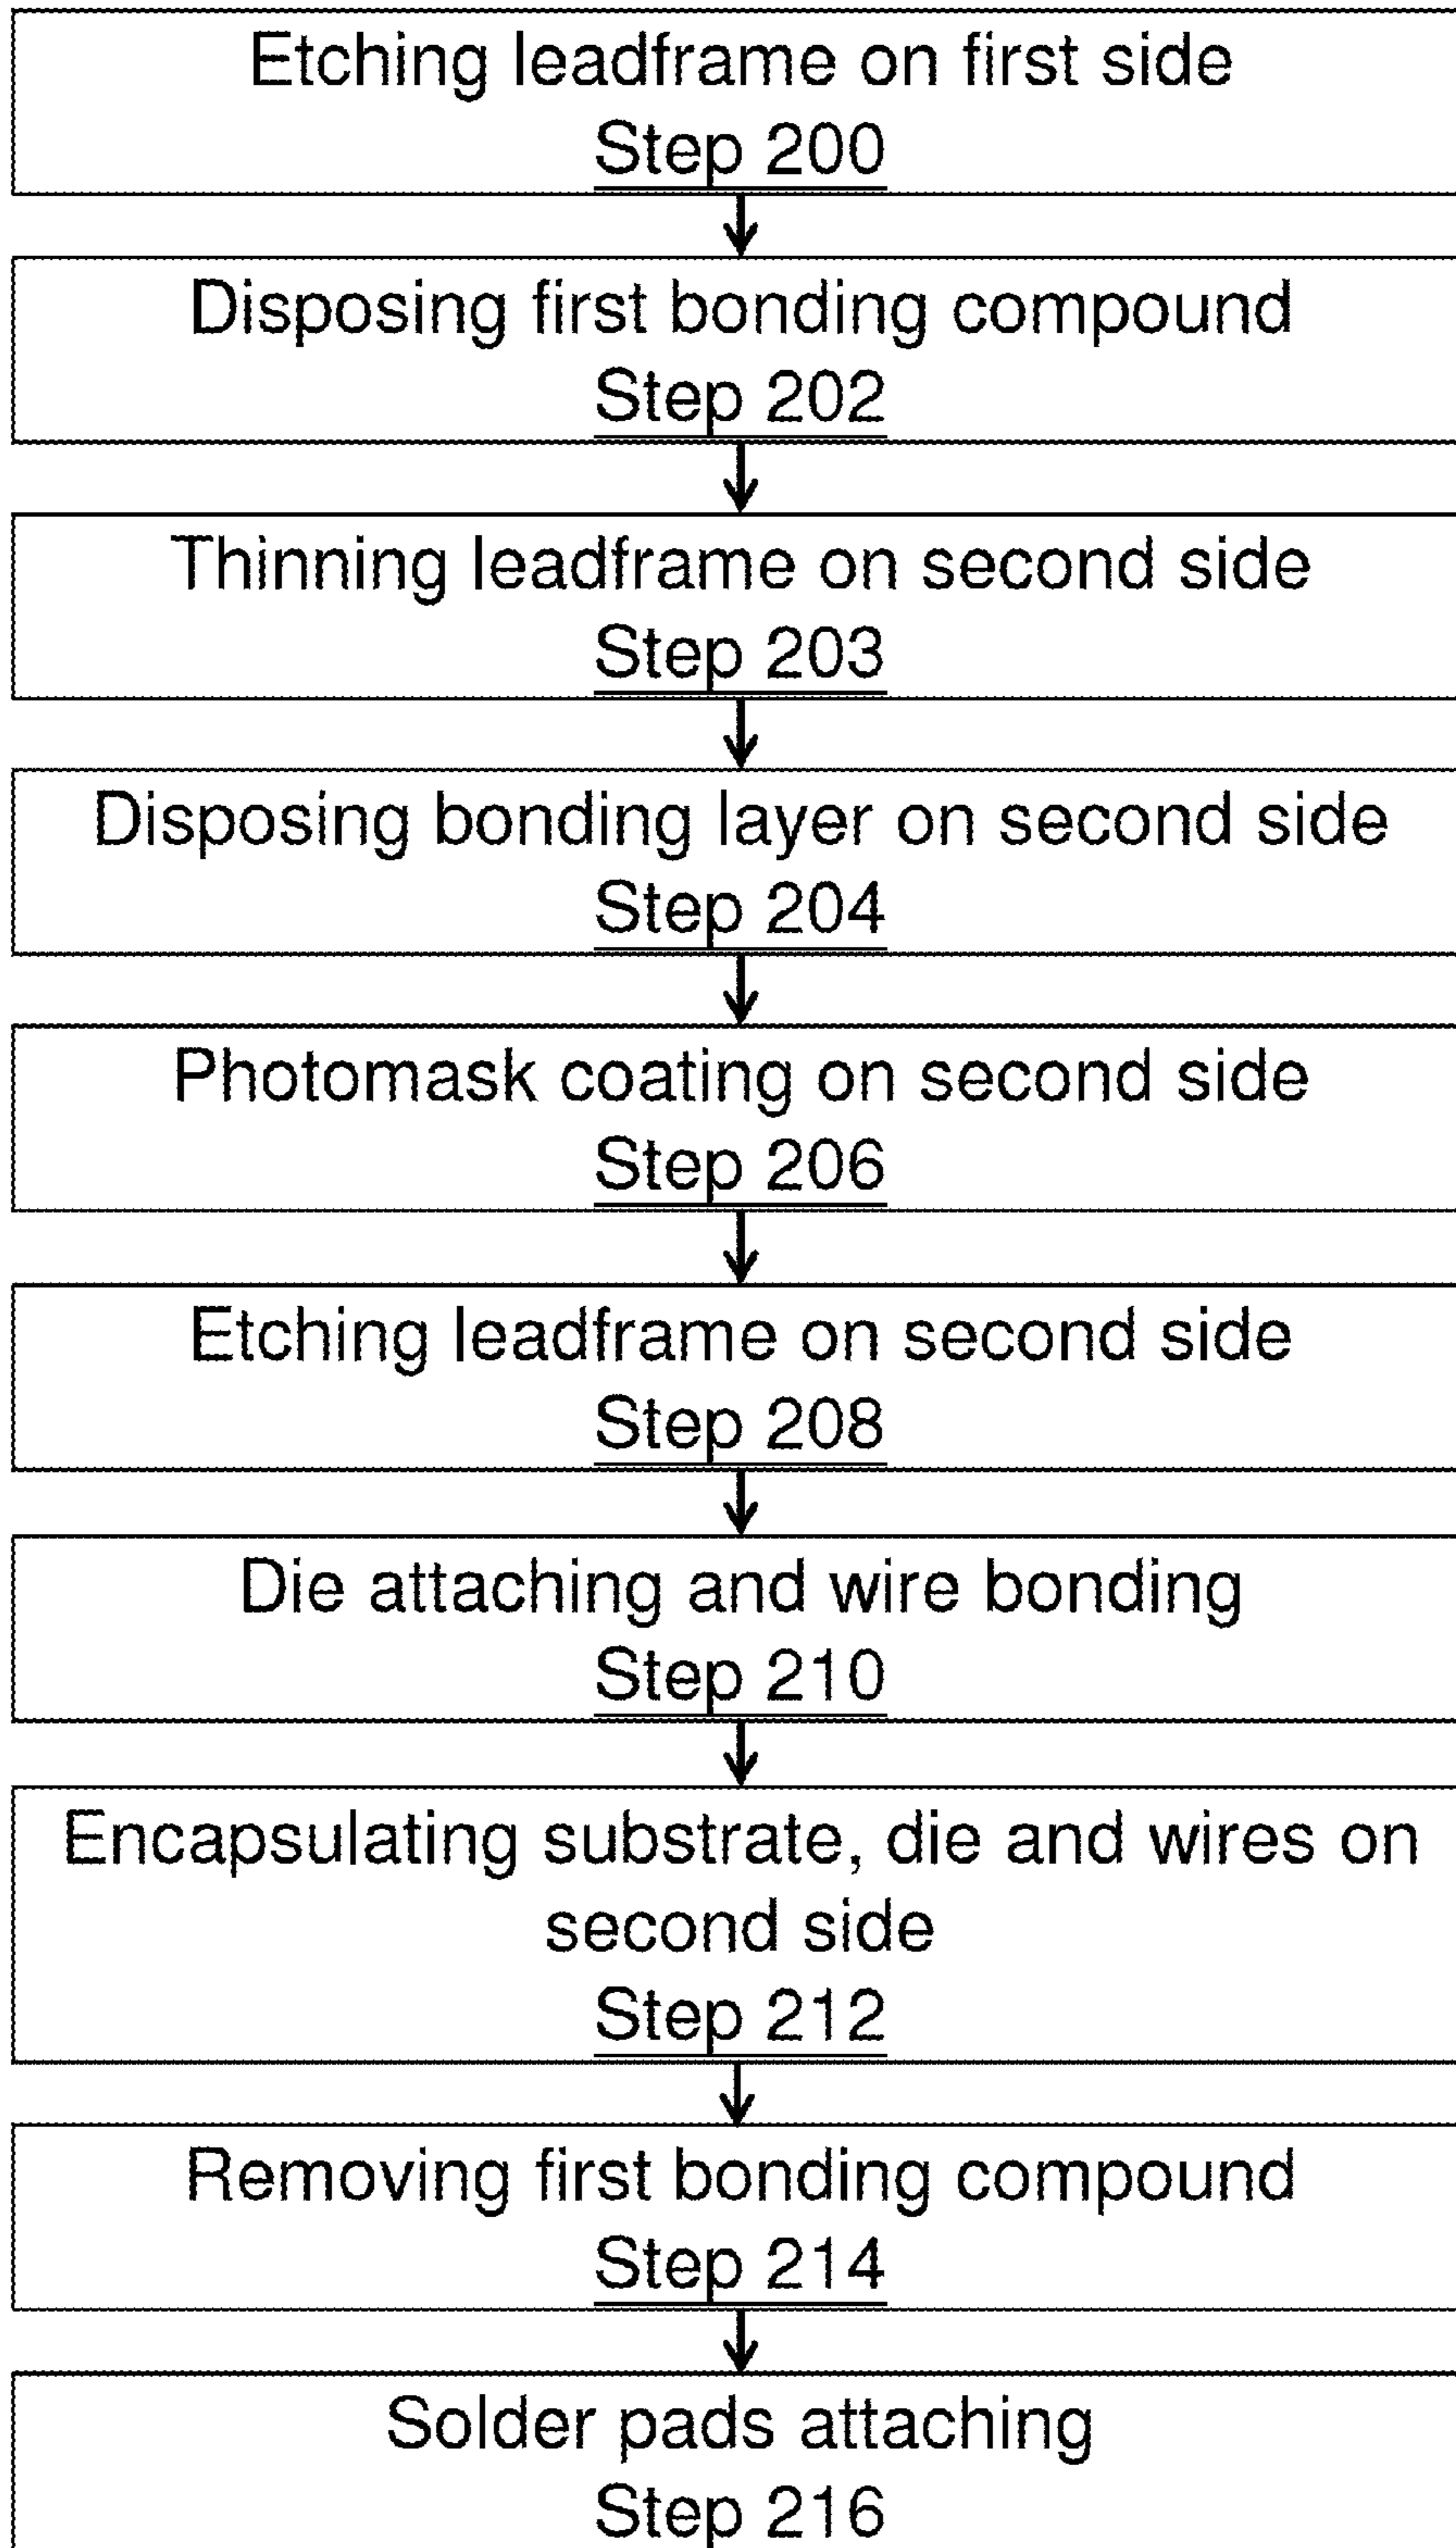 Etching leadframe on first side
Step 200
Disposing first bonding compound
Step 202
Thinning leadframe on second side
Step 203
Disposing bonding layer on second side
Step 204
Photomask coating on second side
Step 206
Etching leadframe on second side
Step 208
Die attaching and wire bonding
Step 210
Encapsulating substrate, die and wires on
second side
Step 212
Removing first bonding compound
Step 214
Solder pads attaching
Step 216